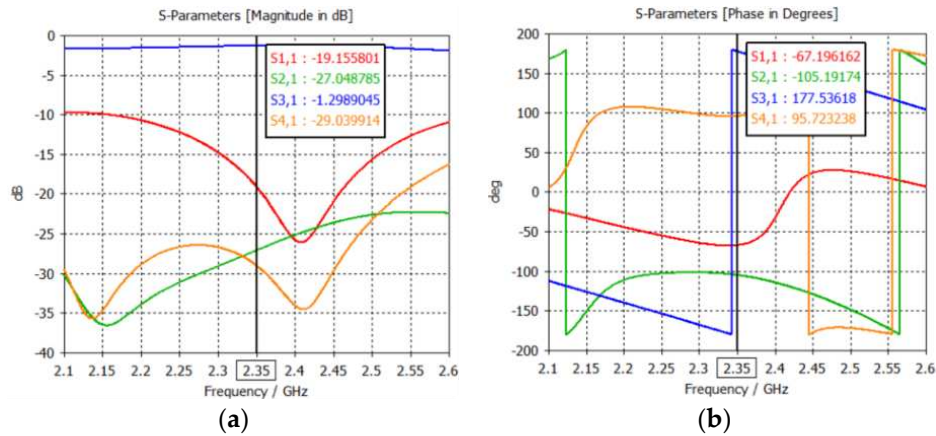 S-Parameters [Magnitude in dB]
0
-5
-10
-15
-20
-25
-30
-35
-40
dB
S1,1 : -19.155801
S2,1 : -27.048785
S3,1 : -1.2989045
S4,1 : -29.039914
2.1 2.15 2.2 2.25 2.3 2.35 2.4 2.45 2.5 2.55 2.6
Frequency / GHz
(a)
S-Parameters [Phase in Degrees]
200
150
100
50
0
-50
-100
-150
-200
deg
S1,1 : -67.196162
S2,1 : -105.19174
S3,1 : 177.53618
S4,1 : 95.723238
2.1 2.15 2.2 2.25 2.3 2.35 2.4 2.45 2.5 2.55 2.6
Frequency / GHz
(b)